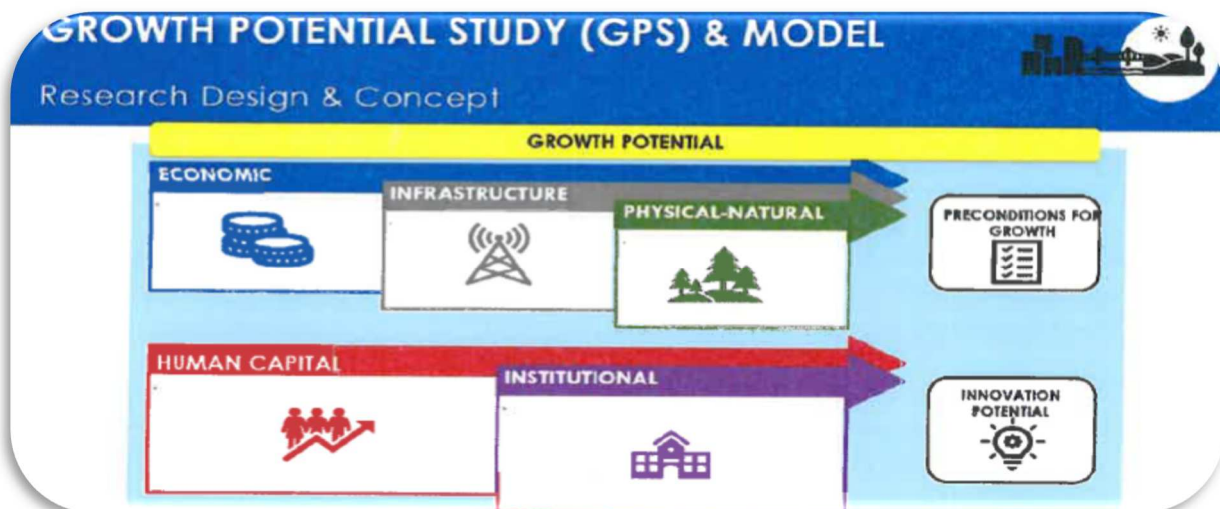 GROWTH POTENTIAL STUDY (GPS) & MODEL
Research Design & Concept
GROWTH POTENTIAL
ECONOMIC
INFRASTRUCTURE
PHYSICAL-NATURAL
PRECONDITIONS FOR
GROWTH
HUMAN CAPITAL
INSTITUTIONAL
INNOVATION
POTENTIAL